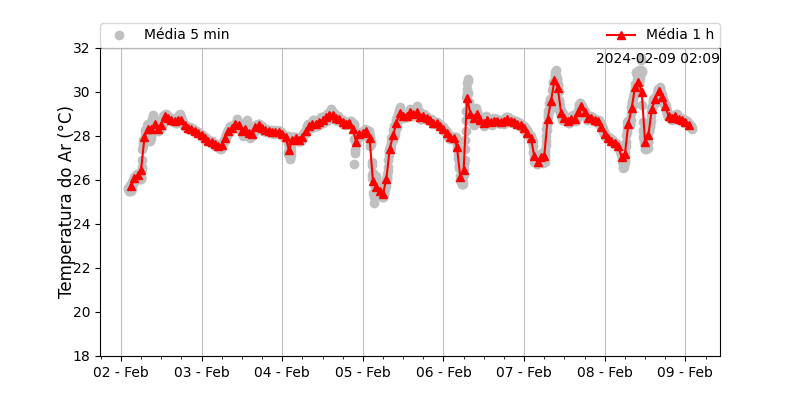 Média 5 min
Média 1 h
2024-02-09 02:09
Temperatura do Ar (°C)
32
30
28
26
24
22
20
18
02 - Feb
03 - Feb
04 - Feb
05 - Feb
06 - Feb
07 - Feb
08 - Feb
09 - Feb